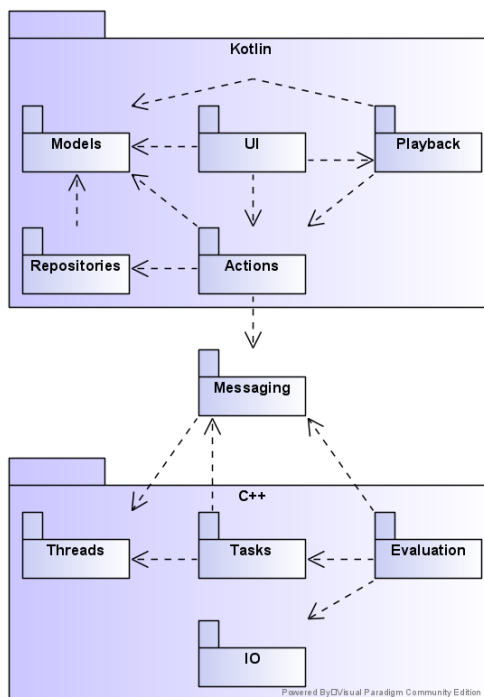 Kotlin
Models
UI
Playback
Repositories
Actions
Messaging
C++
Threads
Tasks
Evaluation
IO
Powered By□Visual Paradigm Community Edition